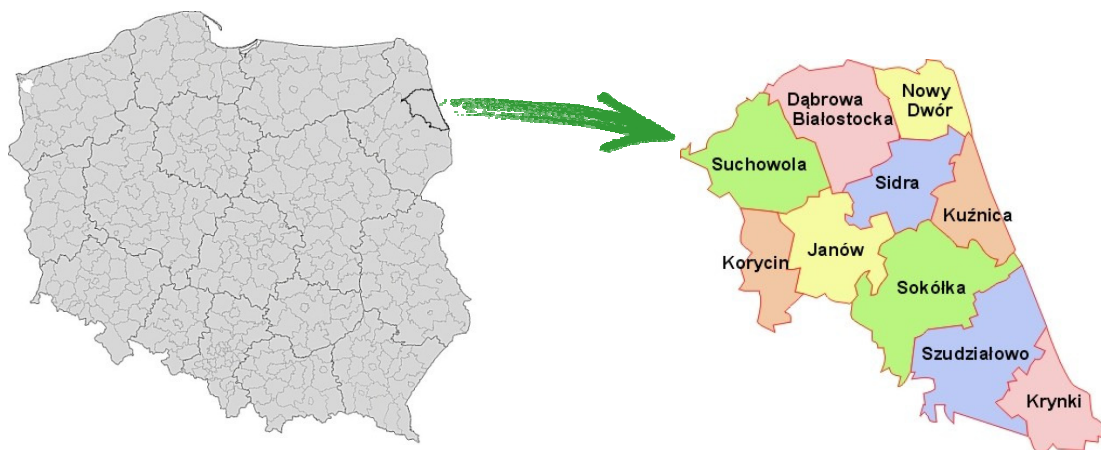 Nowy
Dwór
Dąbrowa
Białostocka
Suchowola
Sidra
Kuźnica
Korycin
Janów
Sokółka
Szudziałowo
Krynki